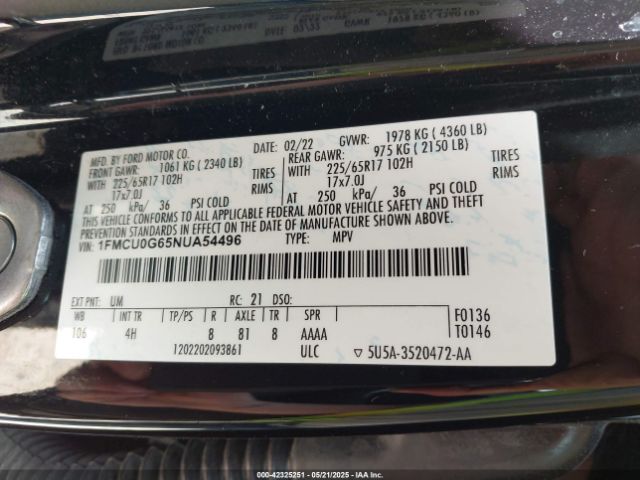 MFD. BY FORD MOTOR CO.
DATE: 02/22 GVWR: 1978 KG ( 4360 LB)
FRONT GAWR: 1061 KG ( 2340 LB)
REAR GAWR: 975 KG ( 2150 LB)
WITH 225/65R17 102H TIRES
WITH 225/65R17 102H TIRES
17x7.0J RIMS
17x7.0J RIMS
AT 250 kPa/ 36 PSI COLD
AT 250 kPa/ 36 PSI COLD
THIS VEHICLE CONFORMS TO ALL APPLICABLE FEDERAL MOTOR VEHICLE SAFETY AND THEFT
PREVENTION STANDARDS IN EFFECT ON THE DATE OF MANUFACTURE SHOWN ABOVE.
VIN: 1FMCU0G65NUA54496 TYPE: MPV
EXT PNT: UM RC: 21 DSO:
WB INT TR TP/PS R AXLE TR SPR F0136
106 4H 8 81 8 AAAA T0146
1202202093861 ULC ▽ 5U5A-3520472-AA
000-42325251 - 05/21/2025 - IAAI.COM